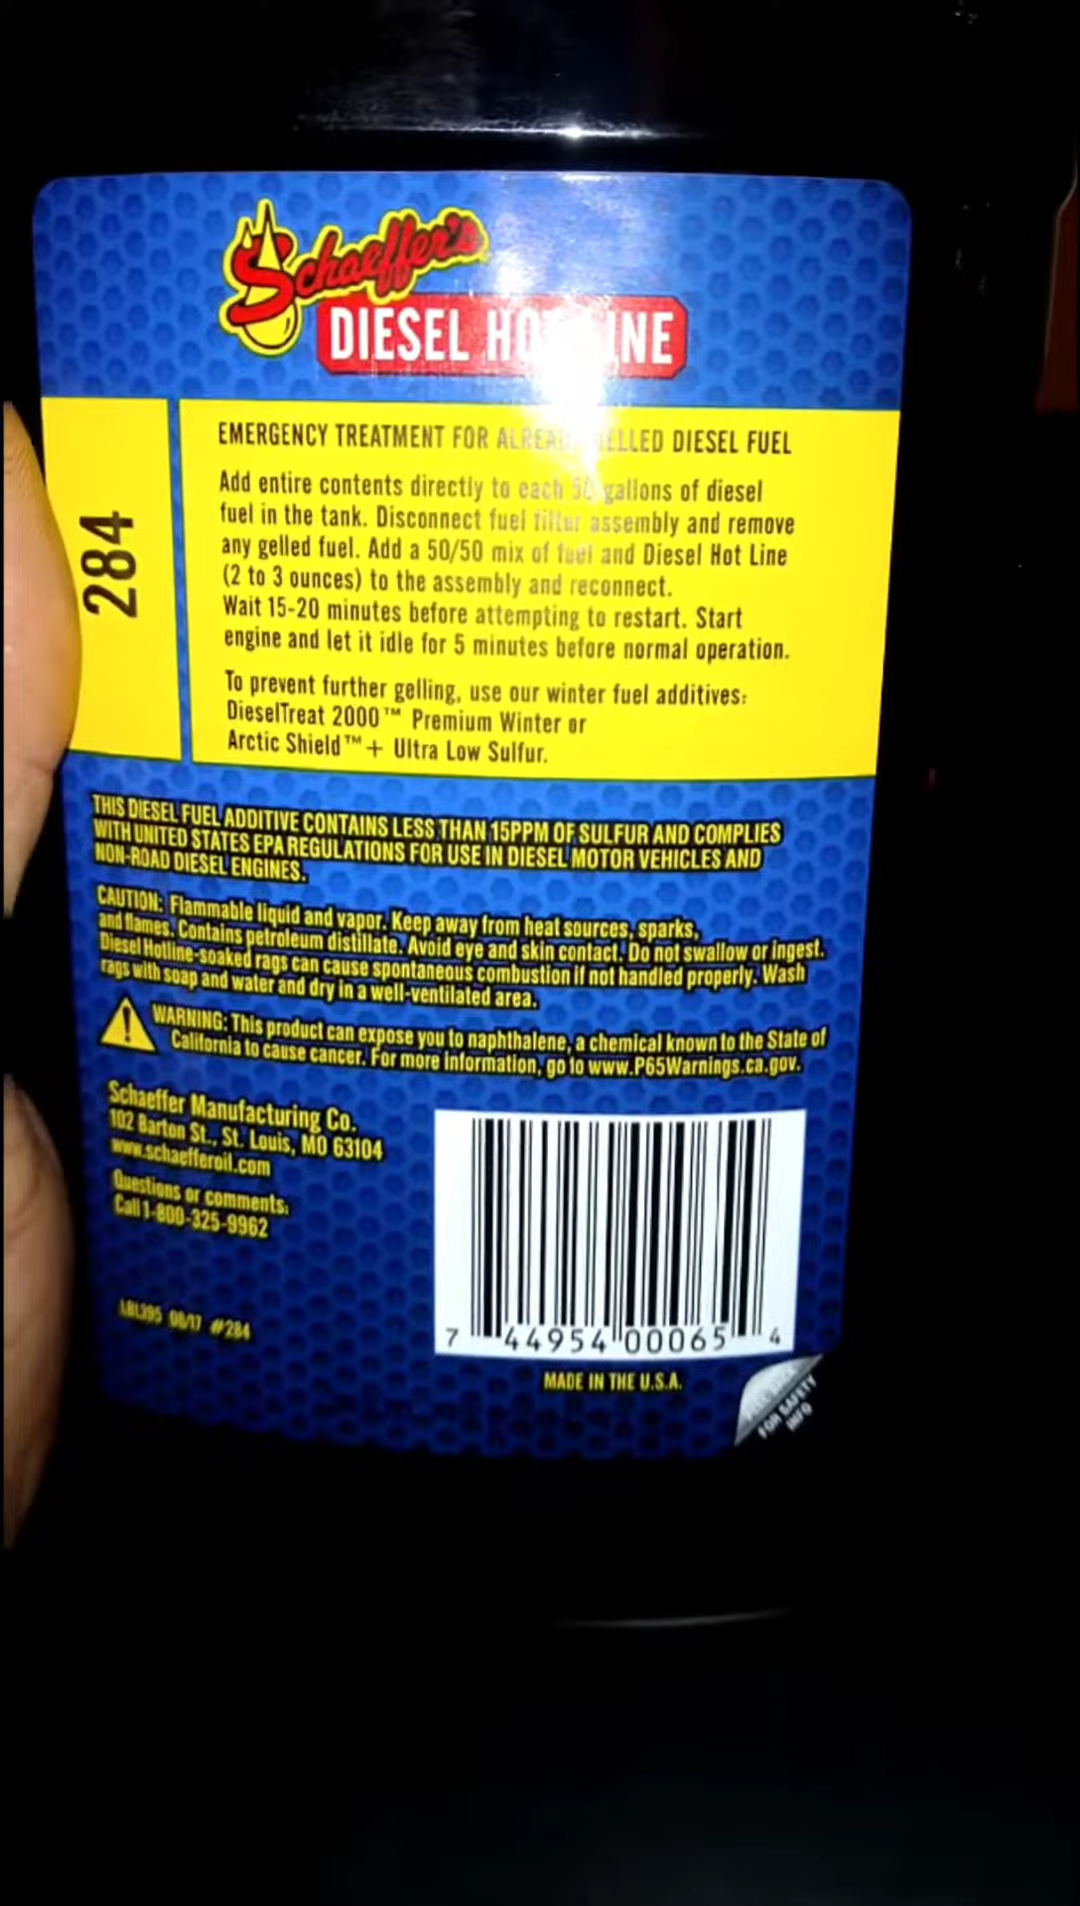 Schaeffer's
DIESEL HOT LINE
284
EMERGENCY TREATMENT FOR ALREADY GELLED DIESEL FUEL
Add entire contents directly to each 50 gallons of diesel
fuel in the tank. Disconnect fuel filter assembly and remove
any gelled fuel. Add a 50/50 mix of fuel and Diesel Hot Line
(2 to 3 ounces) to the assembly and reconnect.
Wait 15-20 minutes before attempting to restart. Start
engine and let it idle for 5 minutes before normal operation.
To prevent further gelling, use our winter fuel additives:
DieselTreat 2000™ Premium Winter or
Arctic Shield™+ Ultra Low Sulfur.
THIS DIESEL FUEL ADDITIVE CONTAINS LESS THAN 15PPM OF SULFUR AND COMPLIES
WITH UNITED STATES EPA REGULATIONS FOR USE IN DIESEL MOTOR VEHICLES AND
NON-ROAD DIESEL ENGINES.
CAUTION: Flammable liquid and vapor. Keep away from heat sources, sparks,
and flames. Contains petroleum distillate. Avoid eye and skin contact. Do not swallow or ingest.
Diesel Hotline-soaked rags can cause spontaneous combustion if not handled properly. Wash
rags with soap and water and dry in a well-ventilated area.
WARNING: This product can expose you to naphthalene, a chemical known to the State of
California to cause cancer. For more information, go to www.P65Warnings.ca.gov.
Schaeffer Manufacturing Co.
102 Barton St., St. Louis, MO 63104
www.schaefferoil.com
Questions or comments:
Call 1-800-325-9962
LBL395 08/17 #284
7 44954 00065 4
MADE IN THE U.S.A.
FOR SAFETY
INFO